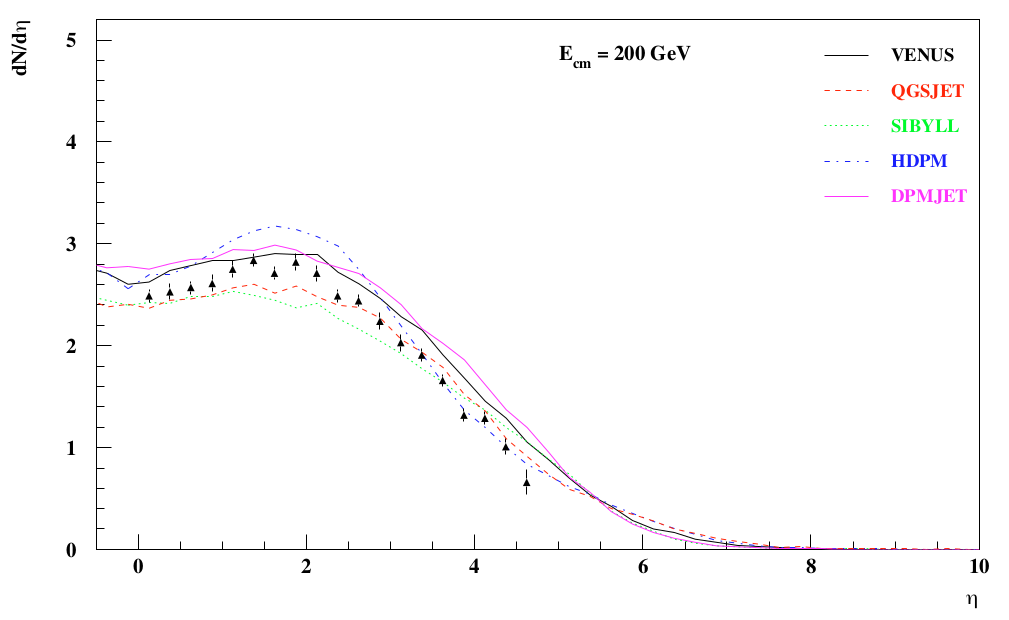 dN/dη
5
4
3
2
1
0
E_cm = 200 GeV
VENUS
QGSJET
SIBYLL
HDPM
DPMJET
0 2 4 6 8 10
η